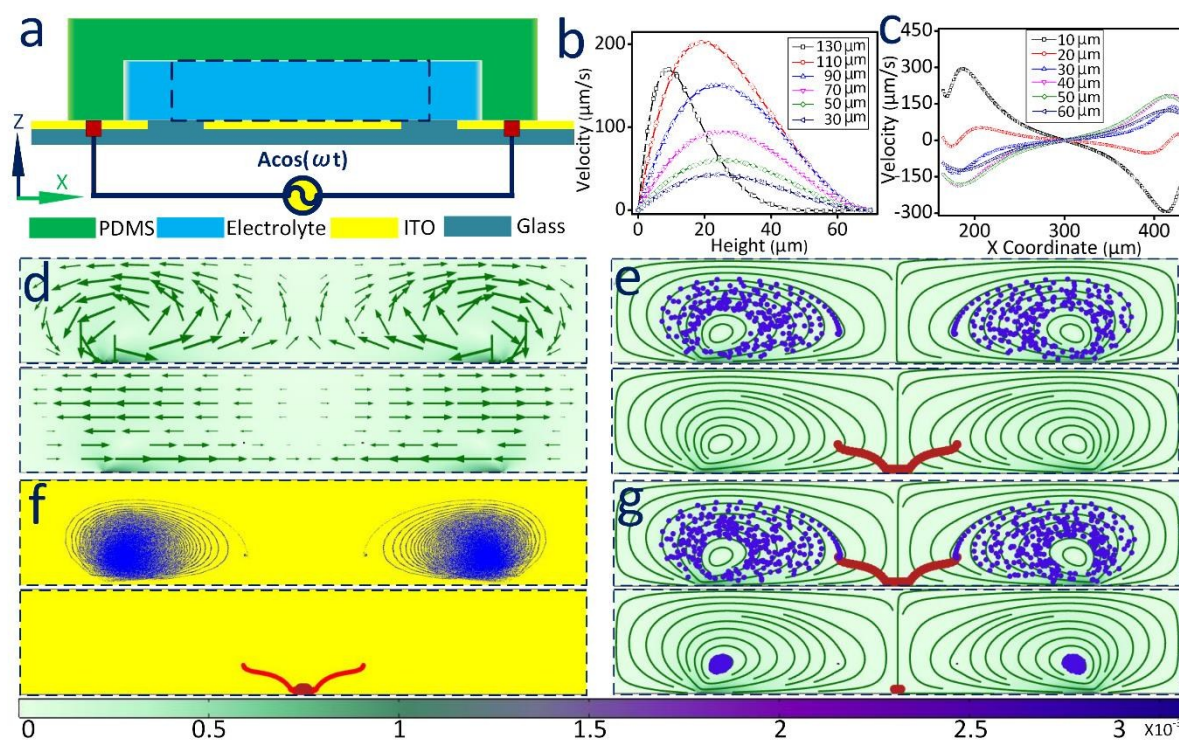 a
Z
X
Acos(ωt)
PDMS Electrolyte ITO Glass
b
Velocity (µm/s)
200
100
0
0 20 40 60
Height (µm)
130 µm
110 µm
90 µm
70 µm
50 µm
30 µm
c
Velocity (µm/s)
450
300
150
0
-150
-300
200 300 400
X Coordinate (µm)
10 µm
20 µm
30 µm
40 µm
50 µm
60 µm
d
e
f
g
0 0.5 1 1.5 2 2.5 3